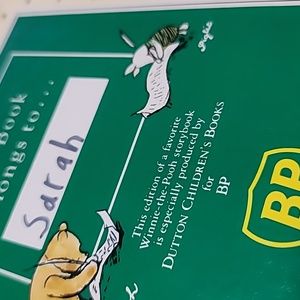 Book
longs to...
Sarah
This edition of a favorite
Winnie-the-Pooh storybook
is especially produced by
DUTTON CHILDREN'S BOOKS
for
BP
BP